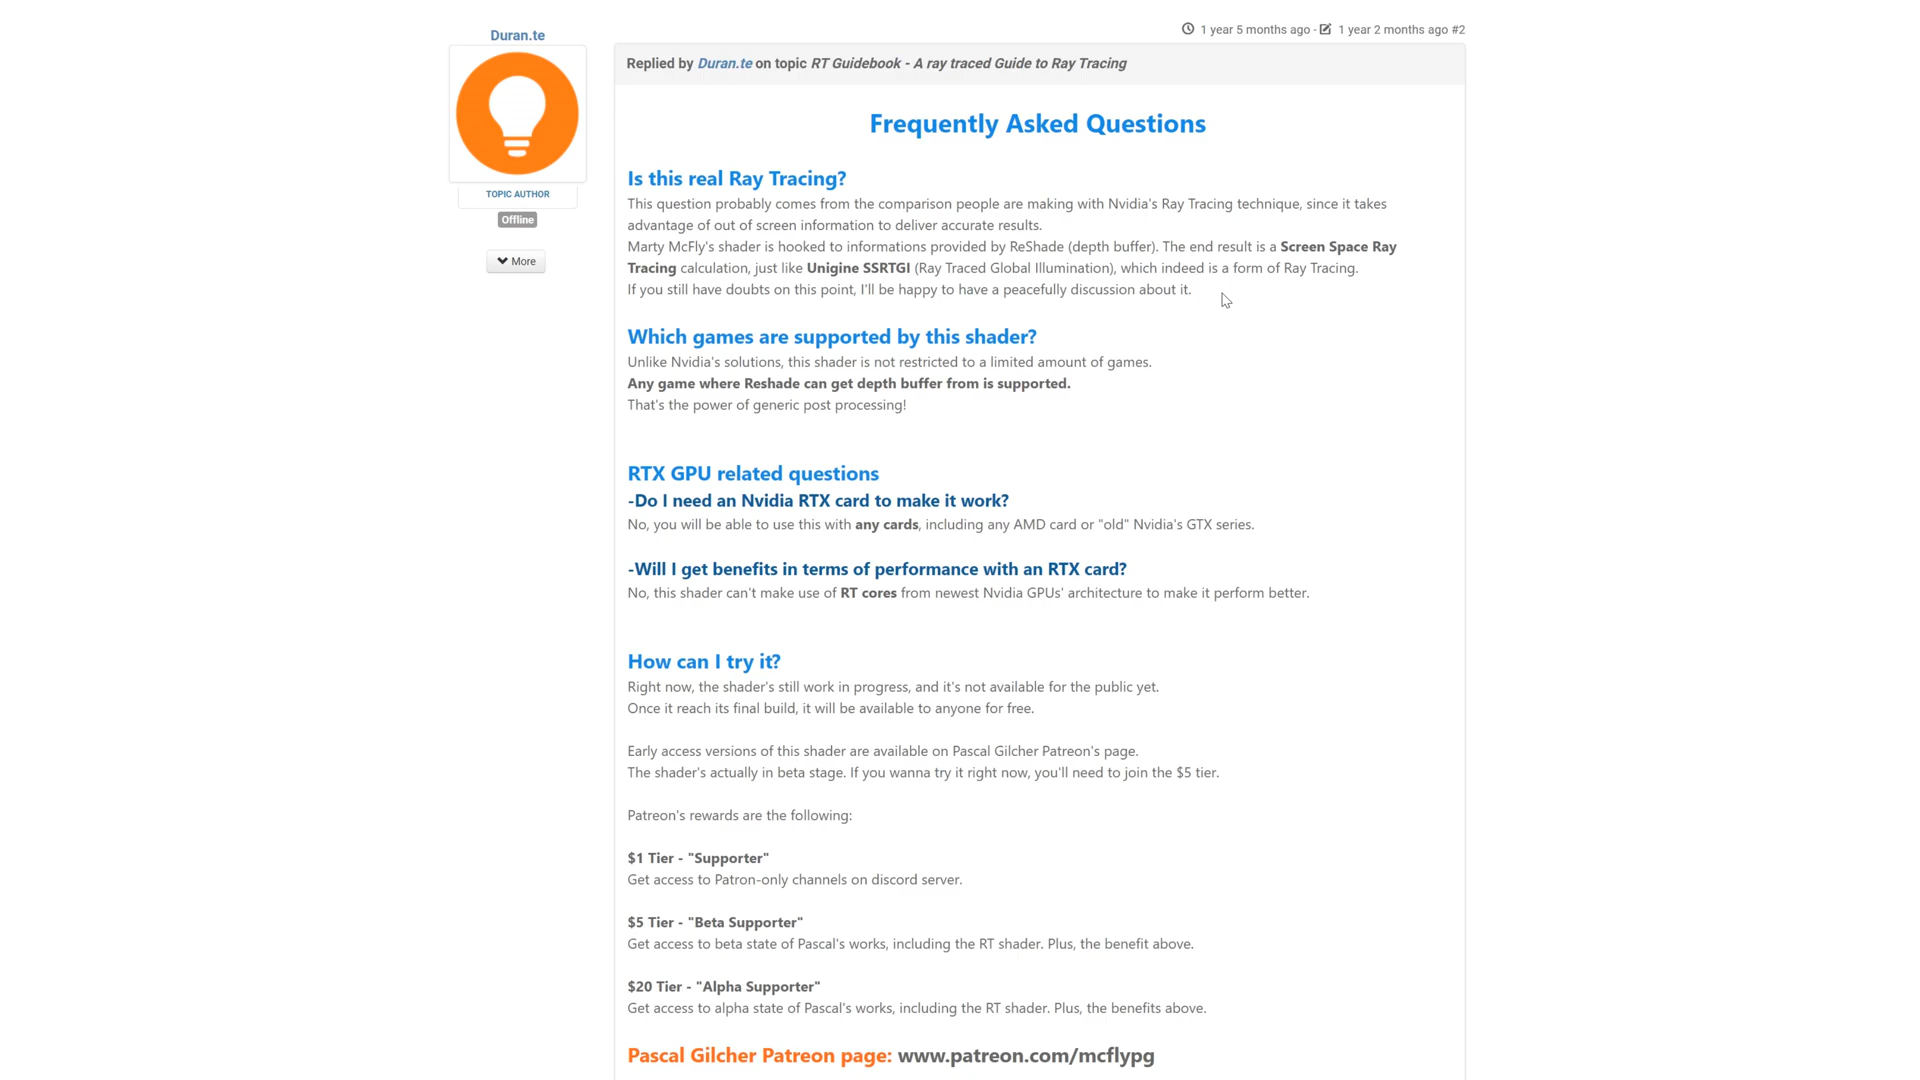 Duran.te
1 year 5 months ago - 1 year 2 months ago #2
Replied by Duran.te on topic RT Guidebook - A ray traced Guide to Ray Tracing
TOPIC AUTHOR
Offline
More
Frequently Asked Questions
Is this real Ray Tracing?
This question probably comes from the comparison people are making with Nvidia's Ray Tracing technique, since it takes
advantage of out of screen information to deliver accurate results.
Marty McFly's shader is hooked to informations provided by ReShade (depth buffer). The end result is a Screen Space Ray
Tracing calculation, just like Unigine SSRTGI (Ray Traced Global Illumination), which indeed is a form of Ray Tracing.
If you still have doubts on this point, I'll be happy to have a peacefully discussion about it.
Which games are supported by this shader?
Unlike Nvidia's solutions, this shader is not restricted to a limited amount of games.
Any game where Reshade can get depth buffer from is supported.
That's the power of generic post processing!
RTX GPU related questions
-Do I need an Nvidia RTX card to make it work?
No, you will be able to use this with any cards, including any AMD card or "old" Nvidia's GTX series.
-Will I get benefits in terms of performance with an RTX card?
No, this shader can't make use of RT cores from newest Nvidia GPUs' architecture to make it perform better.
How can I try it?
Right now, the shader's still work in progress, and it's not available for the public yet.
Once it reach its final build, it will be available to anyone for free.
Early access versions of this shader are available on Pascal Gilcher Patreon's page.
The shader's actually in beta stage. If you wanna try it right now, you'll need to join the $5 tier.
Patreon's rewards are the following:
$1 Tier - "Supporter"
Get access to Patron-only channels on discord server.
$5 Tier - "Beta Supporter"
Get access to beta state of Pascal's works, including the RT shader. Plus, the benefit above.
$20 Tier - "Alpha Supporter"
Get access to alpha state of Pascal's works, including the RT shader. Plus, the benefits above.
Pascal Gilcher Patreon page: www.patreon.com/mcflypg